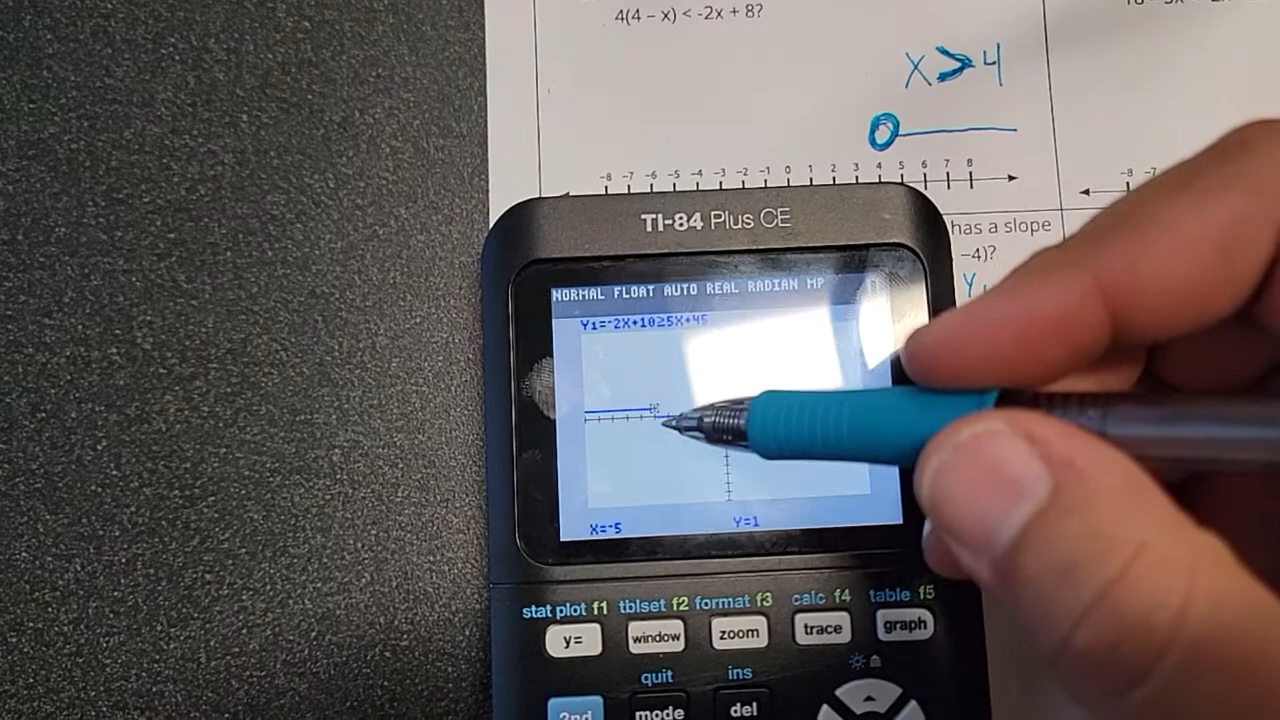 4(4 – x) < -2x + 8?
x > 4
-8 -7 -6 -5 -4 -3 -2 -1 0 1 2 3 4 5 6 7 8
-8 -7
has a slope
–4)?
TI-84 Plus CE
NORMAL FLOAT AUTO REAL RADIAN MP
Y1=-2X+10≥5X+45
X=-5 Y=1
stat plot f1 tblset f2 format f3 calc f4 table f5
y= window zoom trace graph
quit ins
2nd mode del